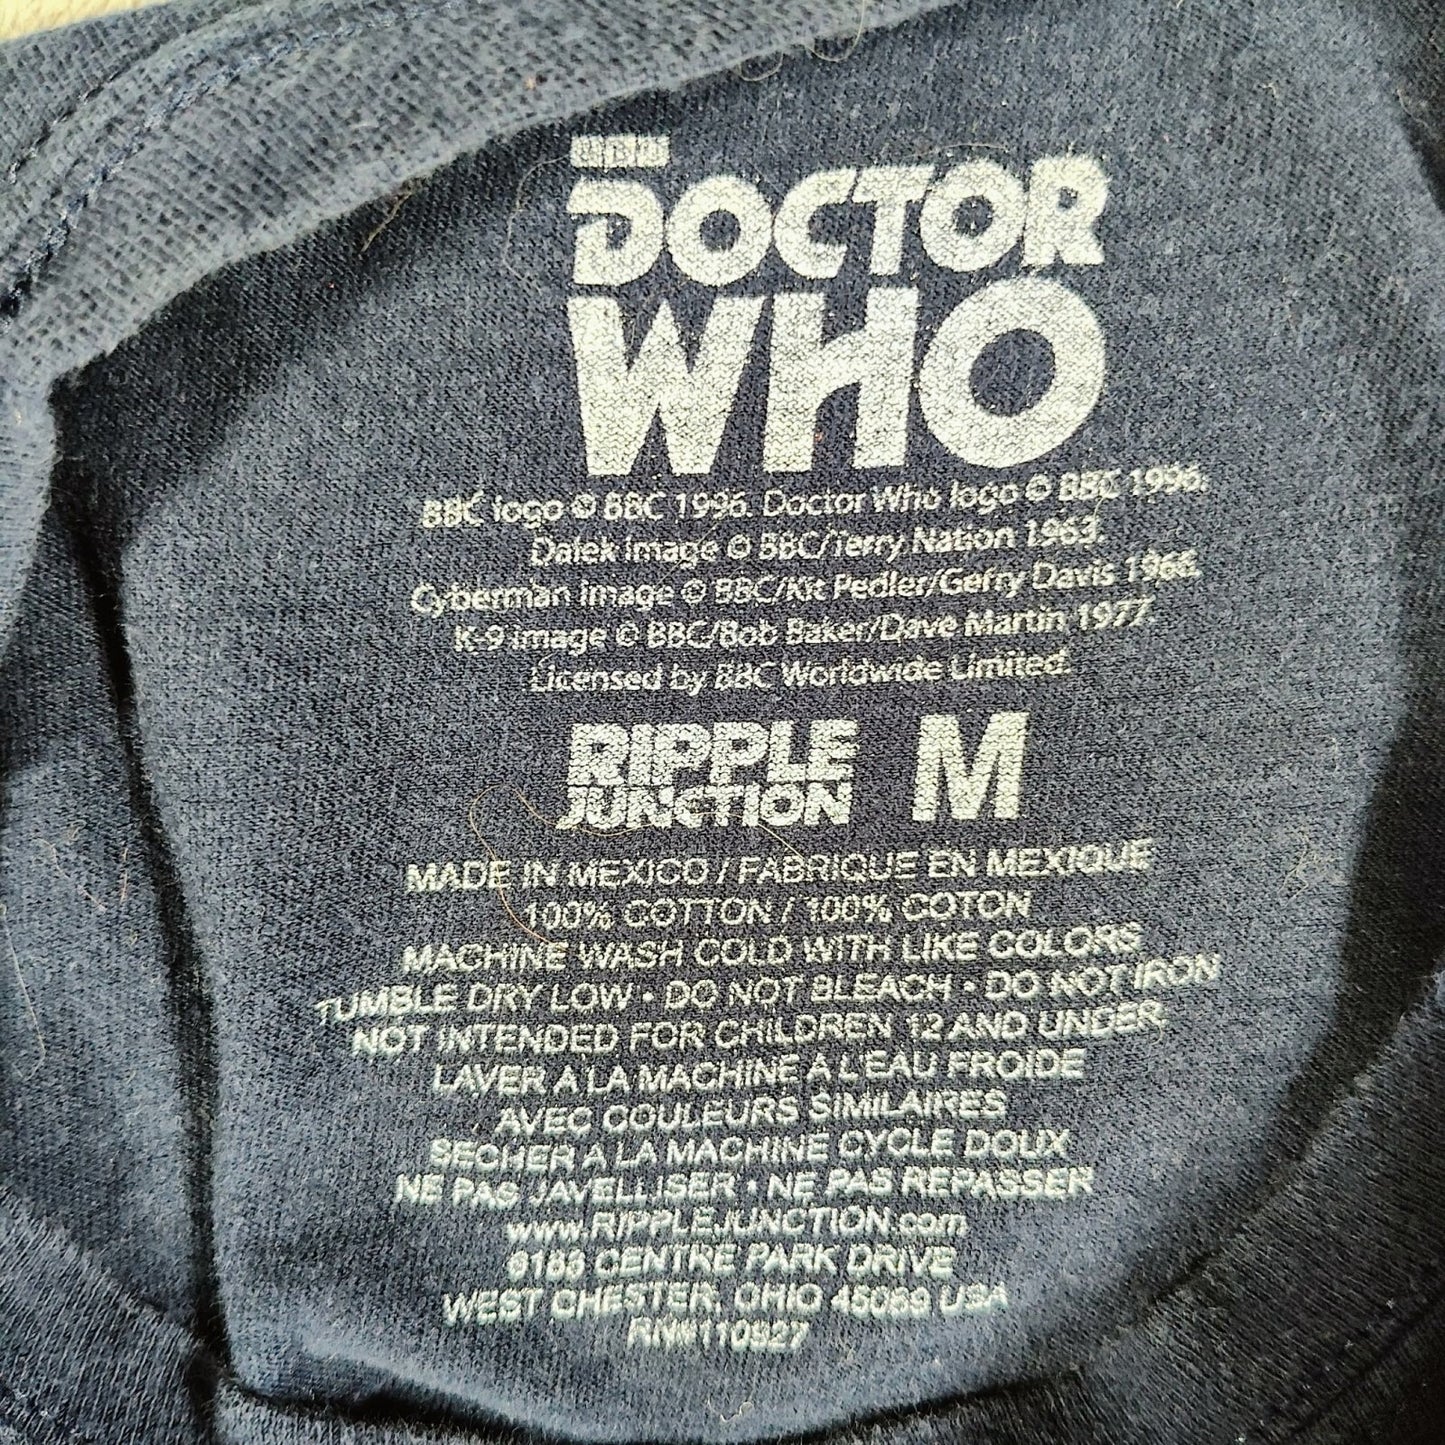 BBC
DOCTOR
WHO
BBC logo © BBC 1996. Doctor Who logo © BBC 1996.
Dalek image © BBC/Terry Nation 1963.
Cyberman image © BBC/Kit Pedler/Gerry Davis 1966.
K-9 image © BBC/Bob Baker/Dave Martin 1977.
Licensed by BBC Worldwide Limited.
RIPPLE
JUNCTION M
MADE IN MEXICO / FABRIQUE EN MEXIQUE
100% COTTON / 100% COTON
MACHINE WASH COLD WITH LIKE COLORS
TUMBLE DRY LOW • DO NOT BLEACH • DO NOT IRON
NOT INTENDED FOR CHILDREN 12 AND UNDER
LAVER A LA MACHINE À L'EAU FROIDE
AVEC COULEURS SIMILAIRES
SECHER A LA MACHINE CYCLE DOUX
NE PAS JAVELLISER • NE PAS REPASSER
www.RIPPLEJUNCTION.com
CENTRE PARK DRIVE
WEST CHESTER, OHIO 45069 USA